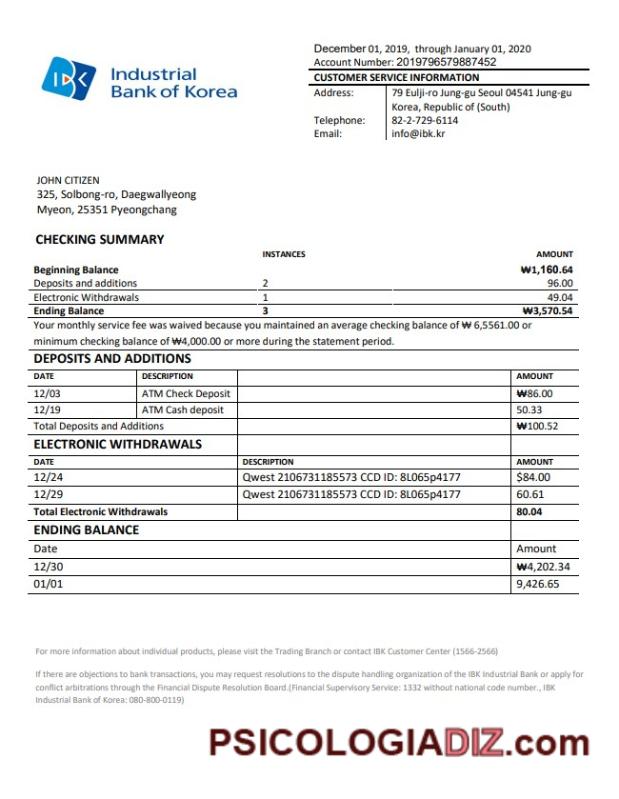 December 01, 2019, through January 01, 2020
Account Number: 2019796579887452
IBK Industrial
Bank of Korea
CUSTOMER SERVICE INFORMATION
Address: 79 Eulji-ro Jung-gu Seoul 04541 Jung-gu
Korea, Republic of (South)
Telephone: 82-2-729-6114
Email: info@ibk.kr
JOHN CITIZEN
325, Solbong-ro, Daegwallyeong
Myeon, 25351 Pyeongchang
CHECKING SUMMARY
INSTANCES AMOUNT
Beginning Balance ₩1,160.64
Deposits and additions 2 96.00
Electronic Withdrawals 1 49.04
Ending Balance 3 ₩3,570.54
Your monthly service fee was waived because you maintained an average checking balance of ₩ 6,5561.00 or
minimum checking balance of ₩4,000.00 or more during the statement period.
DEPOSITS AND ADDITIONS
DATE DESCRIPTION AMOUNT
12/03 ATM Check Deposit ₩86.00
12/19 ATM Cash deposit 50.33
Total Deposits and Additions ₩100.52
ELECTRONIC WITHDRAWALS
DATE DESCRIPTION AMOUNT
12/24 Qwest 2106731185573 CCD ID: 8L065p4177 $84.00
12/29 Qwest 2106731185573 CCD ID: 8L065p4177 60.61
Total Electronic Withdrawals 80.04
ENDING BALANCE
Date Amount
12/30 ₩4,202.34
01/01 9,426.65
For more information about individual products, please visit the Trading Branch or contact IBK Customer Center (1566-2566)
If there are objections to bank transactions, you may request resolutions to the dispute handling organization of the IBK Industrial Bank or apply for
conflict arbitrations through the Financial Dispute Resolution Board.(Financial Supervisory Service: 1332 without national code number., IBK
Industrial Bank of Korea: 080-800-0119)
PSICOLOGIADIZ.com